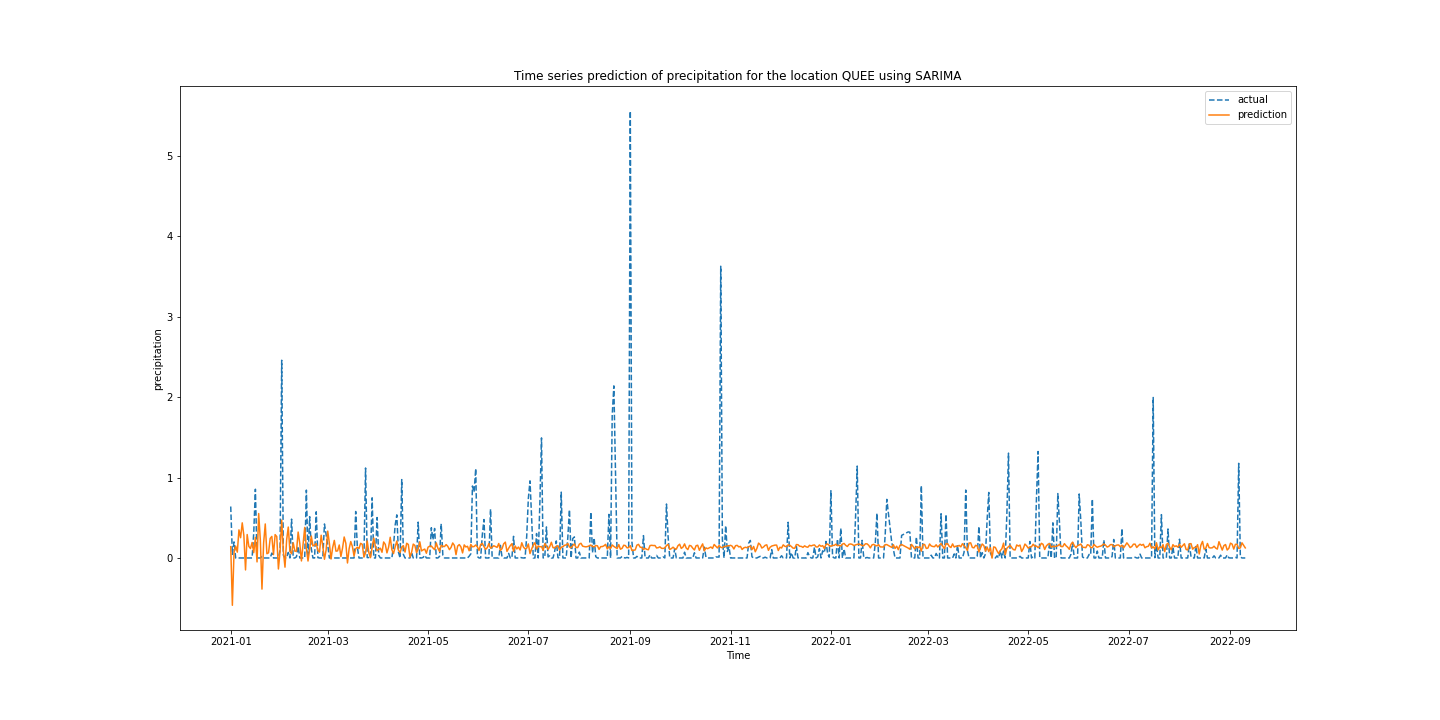 Time series prediction of precipitation for the location QUEE using SARIMA
actual
prediction
5
4
3
2
1
0
precipitation
2021-01 2021-03 2021-05 2021-07 2021-09 2021-11 2022-01 2022-03 2022-05 2022-07 2022-09
Time